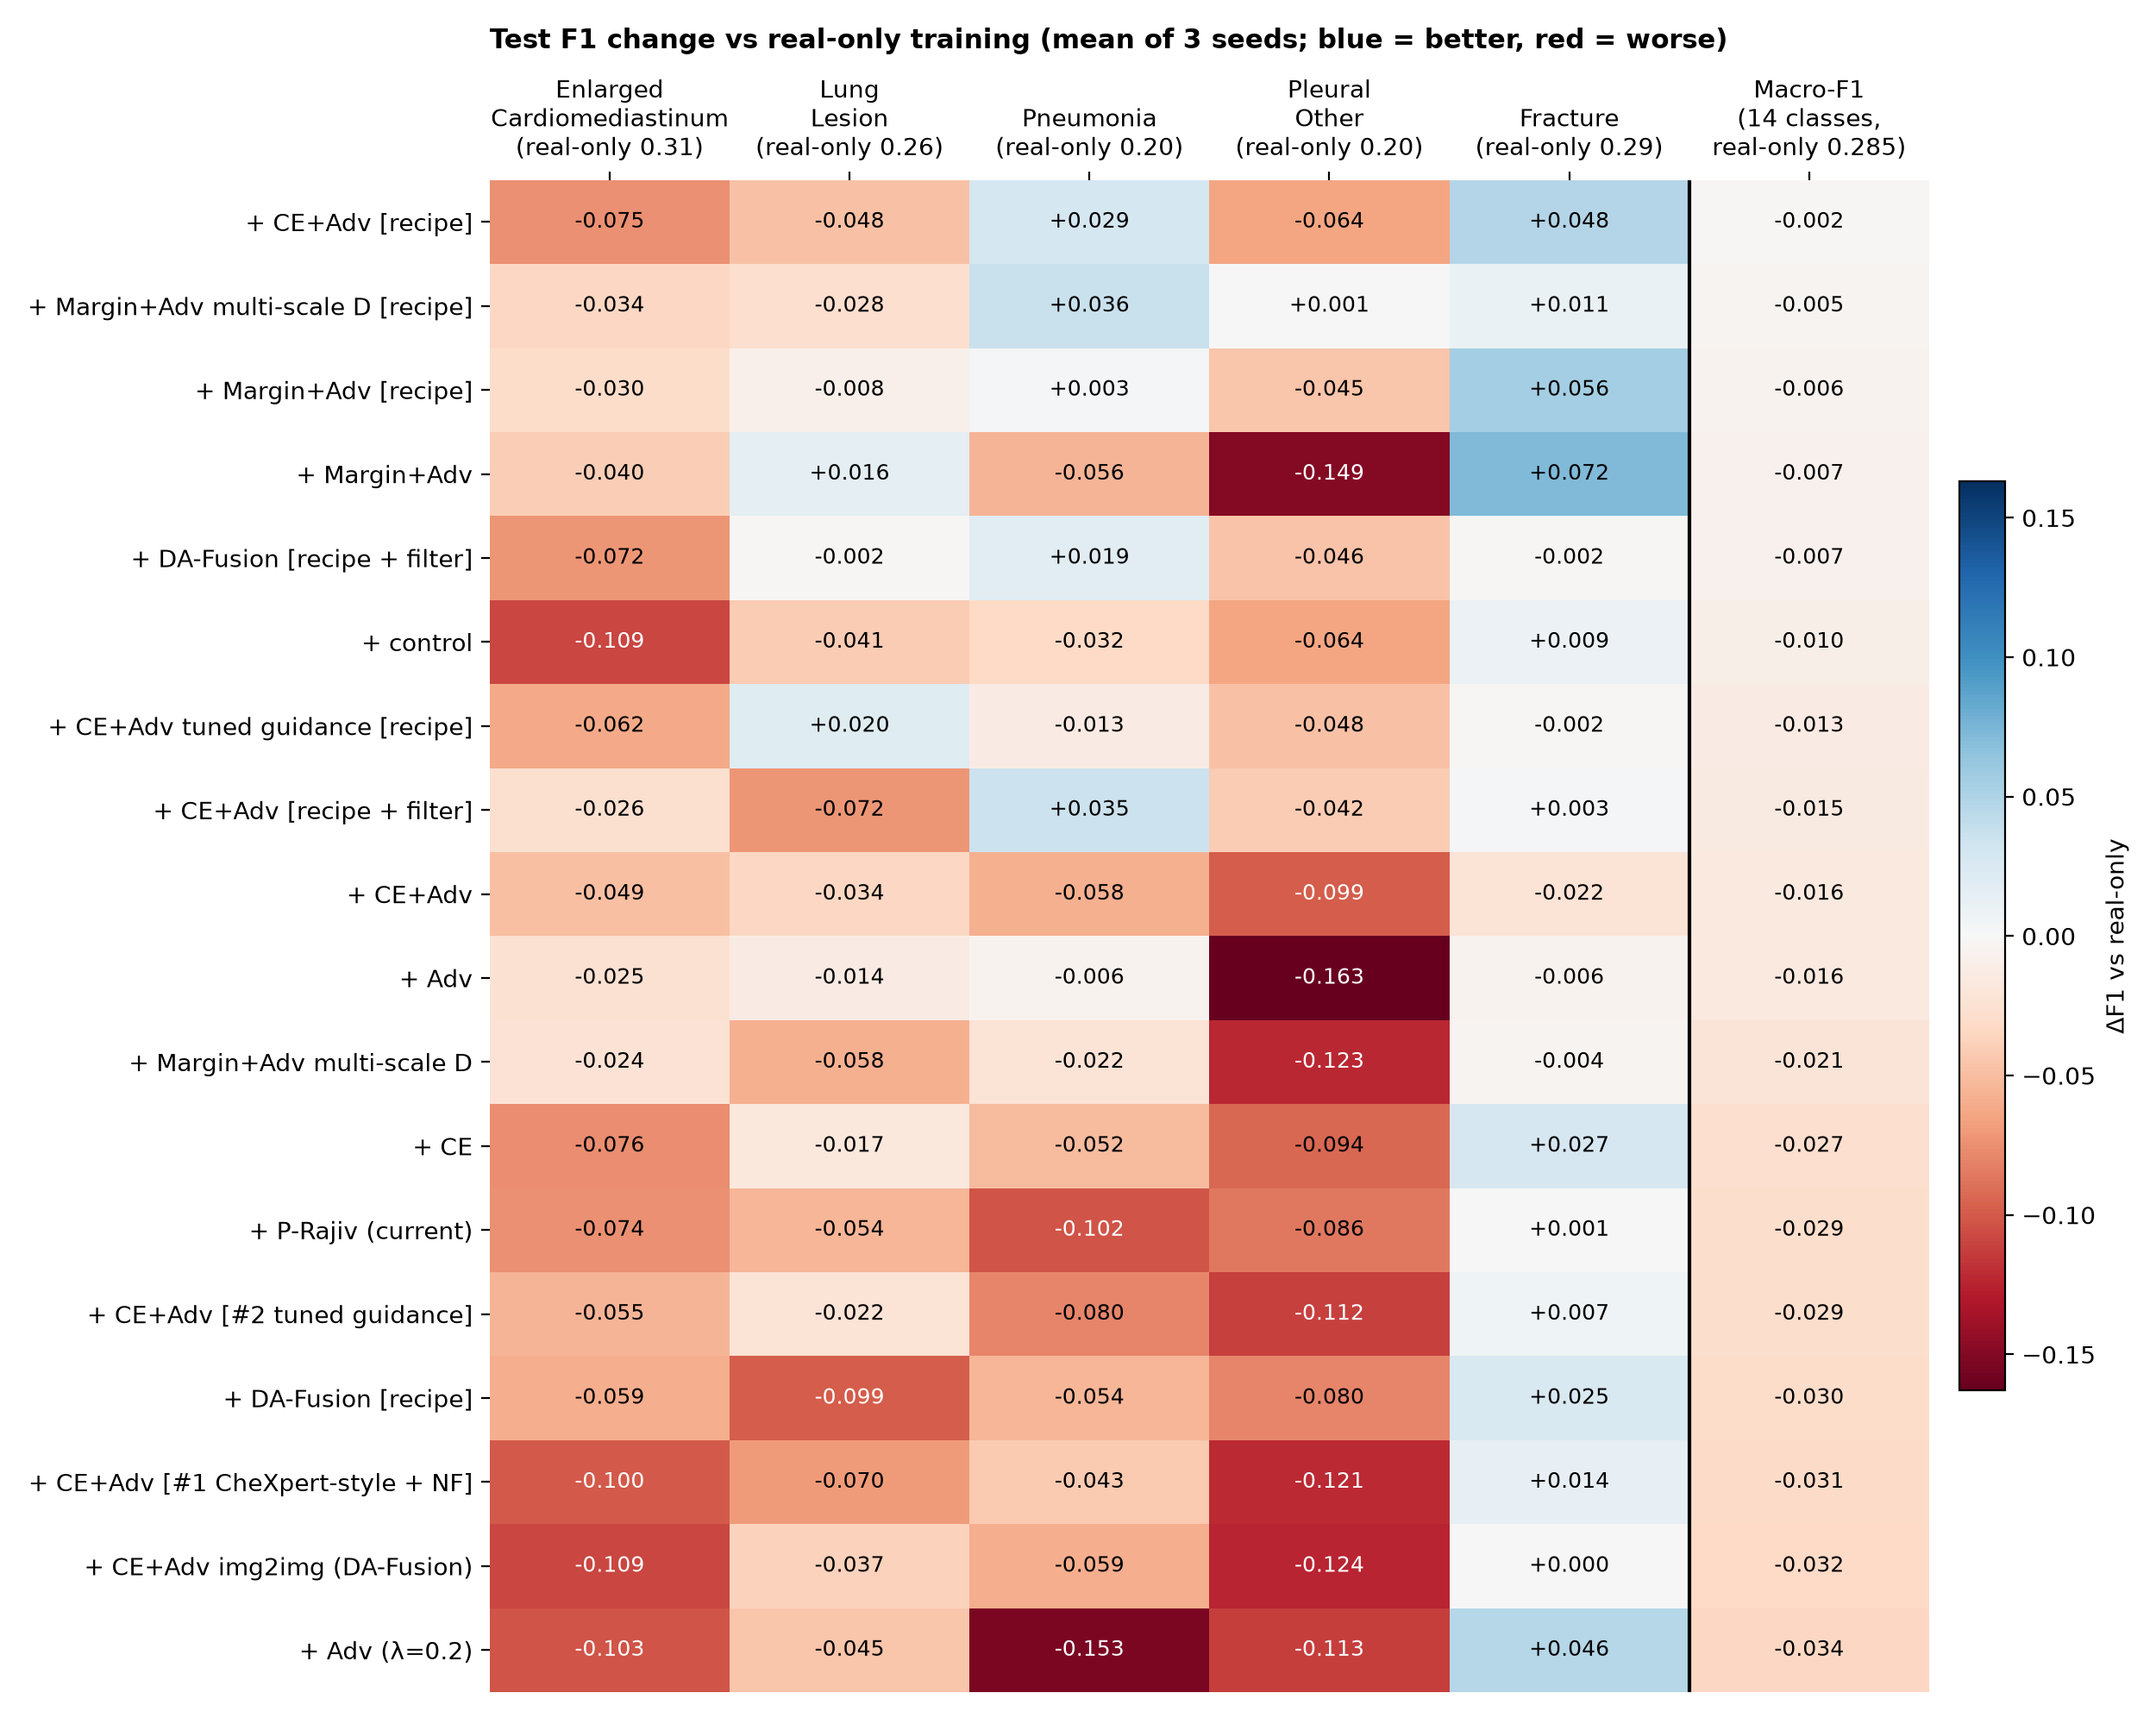 Test F1 change vs real-only training (mean of 3 seeds; blue = better, red = worse)
Enlarged
Cardiomediastinum
(real-only 0.31)
Lung
Lesion
(real-only 0.26)
Pneumonia
(real-only 0.20)
Pleural
Other
(real-only 0.20)
Fracture
(real-only 0.29)
Macro-F1
(14 classes,
real-only 0.285)
+ CE+Adv [recipe] -0.075 -0.048 +0.029 -0.064 +0.048 -0.002
+ Margin+Adv multi-scale D [recipe] -0.034 -0.028 +0.036 +0.001 +0.011 -0.005
+ Margin+Adv [recipe] -0.030 -0.008 +0.003 -0.045 +0.056 -0.006
+ Margin+Adv -0.040 +0.016 -0.056 -0.149 +0.072 -0.007
+ DA-Fusion [recipe + filter] -0.072 -0.002 +0.019 -0.046 -0.002 -0.007
+ control -0.109 -0.041 -0.032 -0.064 +0.009 -0.010
+ CE+Adv tuned guidance [recipe] -0.062 +0.020 -0.013 -0.048 -0.002 -0.013
+ CE+Adv [recipe + filter] -0.026 -0.072 +0.035 -0.042 +0.003 -0.015
+ CE+Adv -0.049 -0.034 -0.058 -0.099 -0.022 -0.016
+ Adv -0.025 -0.014 -0.006 -0.163 -0.006 -0.016
+ Margin+Adv multi-scale D -0.024 -0.058 -0.022 -0.123 -0.004 -0.021
+ CE -0.076 -0.017 -0.052 -0.094 +0.027 -0.027
+ P-Rajiv (current) -0.074 -0.054 -0.102 -0.086 +0.001 -0.029
+ CE+Adv [#2 tuned guidance] -0.055 -0.022 -0.080 -0.112 +0.007 -0.029
+ DA-Fusion [recipe] -0.059 -0.099 -0.054 -0.080 +0.025 -0.030
+ CE+Adv [#1 CheXpert-style + NF] -0.100 -0.070 -0.043 -0.121 +0.014 -0.031
+ CE+Adv img2img (DA-Fusion) -0.109 -0.037 -0.059 -0.124 +0.000 -0.032
+ Adv (λ=0.2) -0.103 -0.045 -0.153 -0.113 +0.046 -0.034
0.15
0.10
0.05
0.00
−0.05
−0.10
−0.15
ΔF1 vs real-only